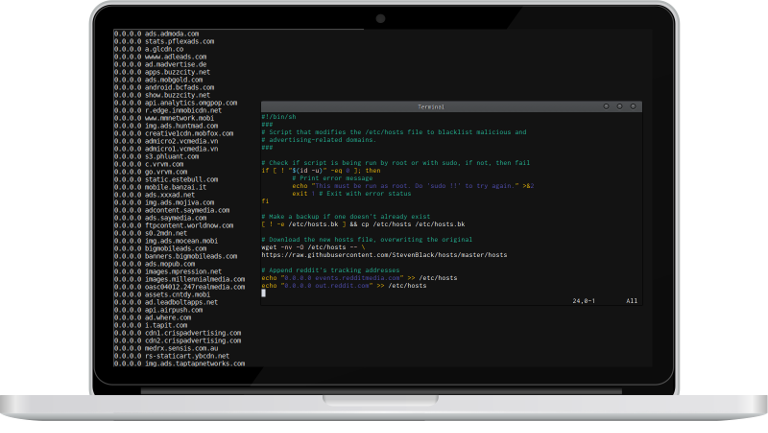 0.0.0.0 ads.admoda.com
0.0.0.0 stats.pflexads.com
0.0.0.0 a.glcdn.co
0.0.0.0 wwww.adleads.com
0.0.0.0 ad.madvertise.de
0.0.0.0 apps.buzzcity.net
0.0.0.0 ads.mobgold.com
0.0.0.0 android.bcfads.com
0.0.0.0 show.buzzcity.net
0.0.0.0 api.analytics.omgpop.com
0.0.0.0 r.edge.inmobicdn.net
0.0.0.0 www.mmnetwork.mobi
0.0.0.0 img.ads.huntmad.com
0.0.0.0 creativelcdn.mobfox.com
0.0.0.0 admicro2.vcmedia.vn
0.0.0.0 admicro1.vcmedia.vn
0.0.0.0 s3.phluant.com
0.0.0.0 c.vrvm.com
0.0.0.0 go.vrvm.com
0.0.0.0 static.estebull.com
0.0.0.0 mobile.banzai.it
0.0.0.0 ads.xxxad.net
0.0.0.0 img.ads.mojiva.com
0.0.0.0 adcontent.saymedia.com
0.0.0.0 ads.saymedia.com
0.0.0.0 ftpcontent.worldnow.com
0.0.0.0 s0.2mdn.net
0.0.0.0 img.ads.mocean.mobi
0.0.0.0 bigmobileads.com
0.0.0.0 banners.bigmobileads.com
0.0.0.0 ads.mopub.com
0.0.0.0 images.mpression.net
0.0.0.0 images.millennialmedia.com
0.0.0.0 oasc04012.247realmedia.com
0.0.0.0 assets.cntdy.mobi
0.0.0.0 ad.leadboltapps.net
0.0.0.0 api.airpush.com
0.0.0.0 ad.where.com
0.0.0.0 i.tapit.com
0.0.0.0 cdn1.crispadvertising.com
0.0.0.0 cdn2.crispadvertising.com
0.0.0.0 medrx.sensis.com.au
0.0.0.0 rs-staticart.ybcdn.net
0.0.0.0 img.ads.taptapnetworks.com
Terminal
#!/bin/sh
###
# Script that modifies the /etc/hosts file to blacklist malicious and
# advertising-related domains.
###
# Check if script is being run by root or with sudo, if not, then fail
if [ ! "$(id -u)" -eq 0 ]; then
# Print error message
echo "This must be run as root. Do 'sudo !!' to try again." >&2
exit 1 # Exit with error status
fi
# Make a backup if one doesn't already exist
[ ! -e /etc/hosts.bk ] && cp /etc/hosts /etc/hosts.bk
# Download the new hosts file, overwriting the original
wget -nv -O /etc/hosts -- \
https://raw.githubusercontent.com/StevenBlack/hosts/master/hosts
# Append reddit's tracking addresses
echo "0.0.0.0 events.redditmedia.com" >> /etc/hosts
echo "0.0.0.0 out.reddit.com" >> /etc/hosts
24,0-1 All